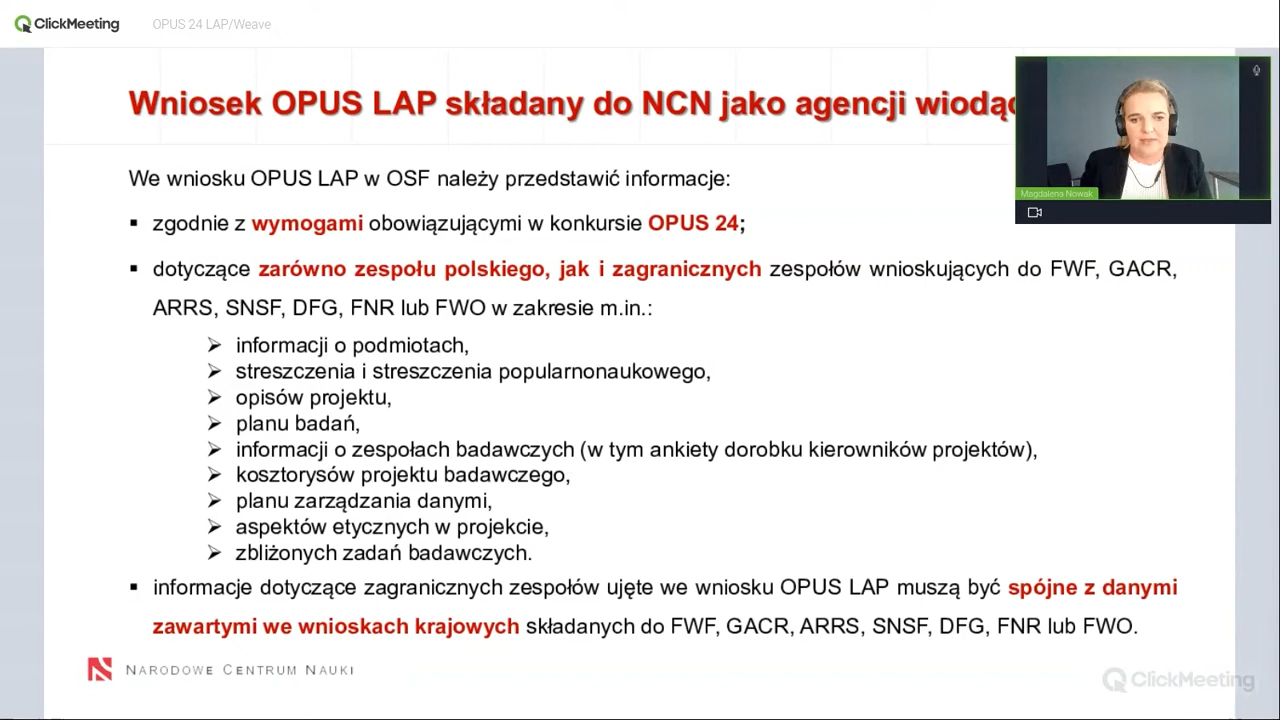 ClickMeeting OPUS 24 LAP/Weave
Wniosek OPUS LAP składany do NCN jako agencji
Magdalena Nowak
We wniosku OPUS LAP w OSF należy przedstawić informacje:
▪ zgodnie z wymogami obowiązującymi w konkursie OPUS 24;
▪ dotyczące zarówno zespołu polskiego, jak i zagranicznych zespołów wnioskujących do FWF, GACR,
ARRS, SNSF, DFG, FNR lub FWO w zakresie m.in.:
➢ informacji o podmiotach,
➢ streszczenia i streszczenia popularnonaukowego,
➢ opisów projektu,
➢ planu badań,
➢ informacji o zespołach badawczych (w tym ankiety dorobku kierowników projektów),
➢ kosztorysów projektu badawczego,
➢ planu zarządzania danymi,
➢ aspektów etycznych w projekcie,
➢ zbliżonych zadań badawczych.
▪ informacje dotyczące zagranicznych zespołów ujęte we wniosku OPUS LAP muszą być spójne z danymi
zawartymi we wnioskach krajowych składanych do FWF, GACR, ARRS, SNSF, DFG, FNR lub FWO.
NARODOWE CENTRUM NAUKI
ClickMeeting